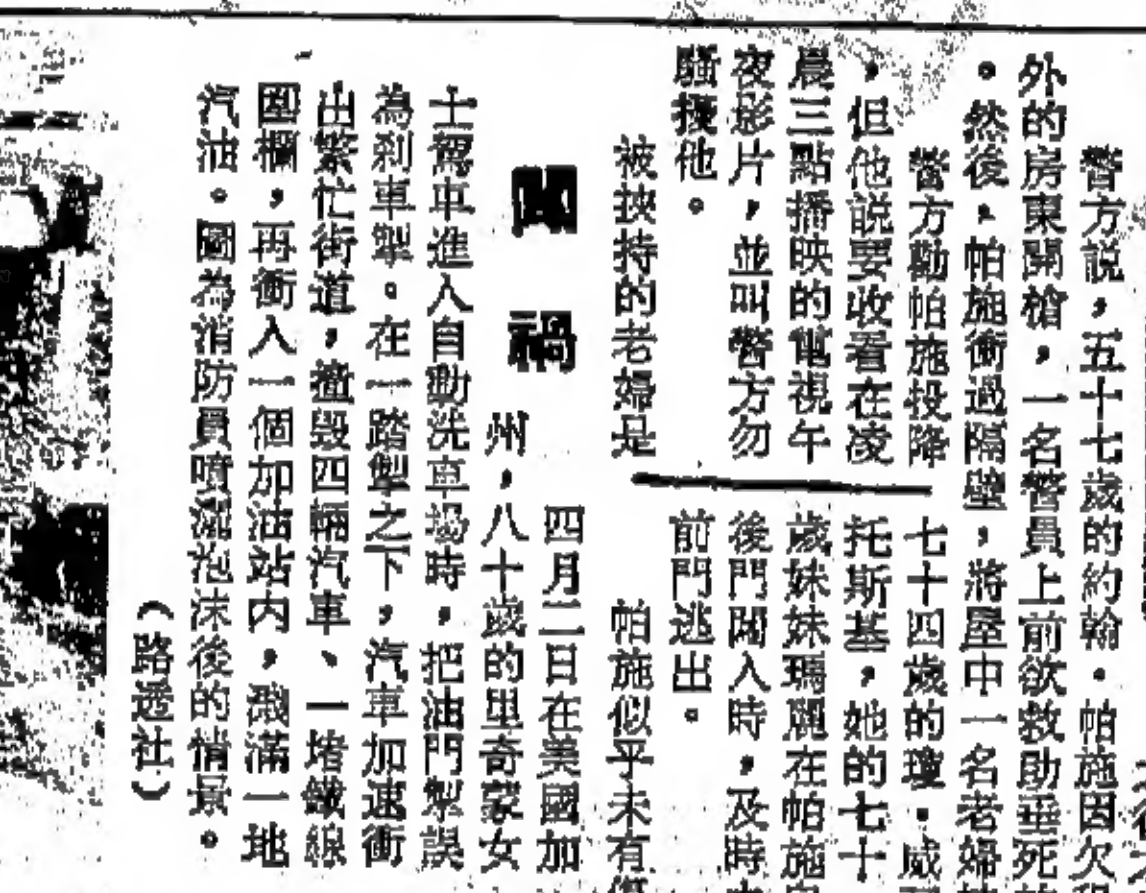 警方說，五十七歲的約翰．帕施因欠
外的房東開槍，一名警員上前欲救助垂死
。然後，帕施衝過隔壁，將屋中一名老婦
警方勸帕施投降
，但他說要收看在凌
晨三點播映的電視午
夜影片，並叫警方勿
騷擾他。
被挾持的老婦是
七十四歲的瓊．威
托斯基，她的七十
歲妹妹瑪麗在帕施
後門闖入時，及時
前門逃出。
帕施似乎未有
闖禍
四月二日在美國加
州，八十歲的里奇蒙女
士駕車進入自動洗車場時，把油門掣誤
為剎車掣。在一踏掣之下，汽車加速衝
出繁忙街道，撞毀四輛汽車、一堵鐵線
圍欄，再衝入一個加油站內，濺滿一地
汽油。圖為消防員噴泡沫後的情景。
（路透社）